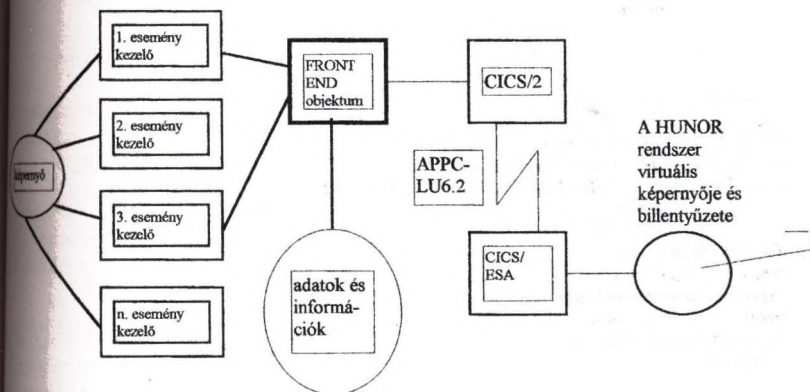 1. esemény
kezelő
2. esemény
kezelő
3. esemény
kezelő
n. esemény
kezelő
képernyő
FRONT
END
objektum
adatok és
informá-
ciók
CICS/2
APPC-
LU6.2
CICS/
ESA
A HUNOR
rendszer
virtuális
képernyője és
billentyűzete